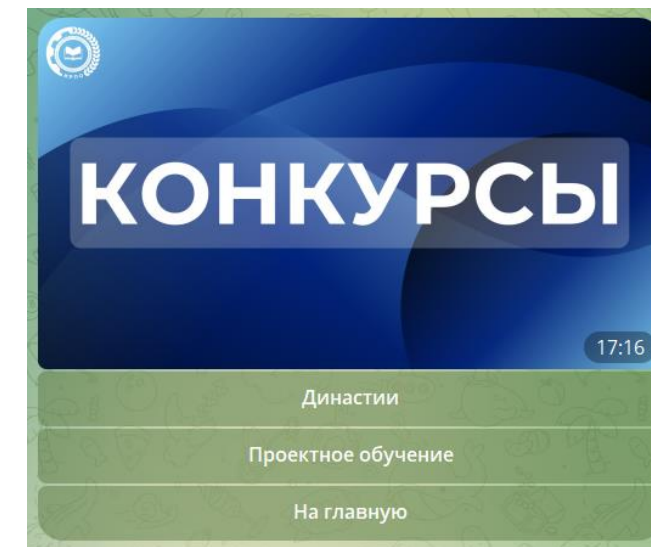 КОНКУРСЫ
17:16
Династии
Проектное обучение
На главную